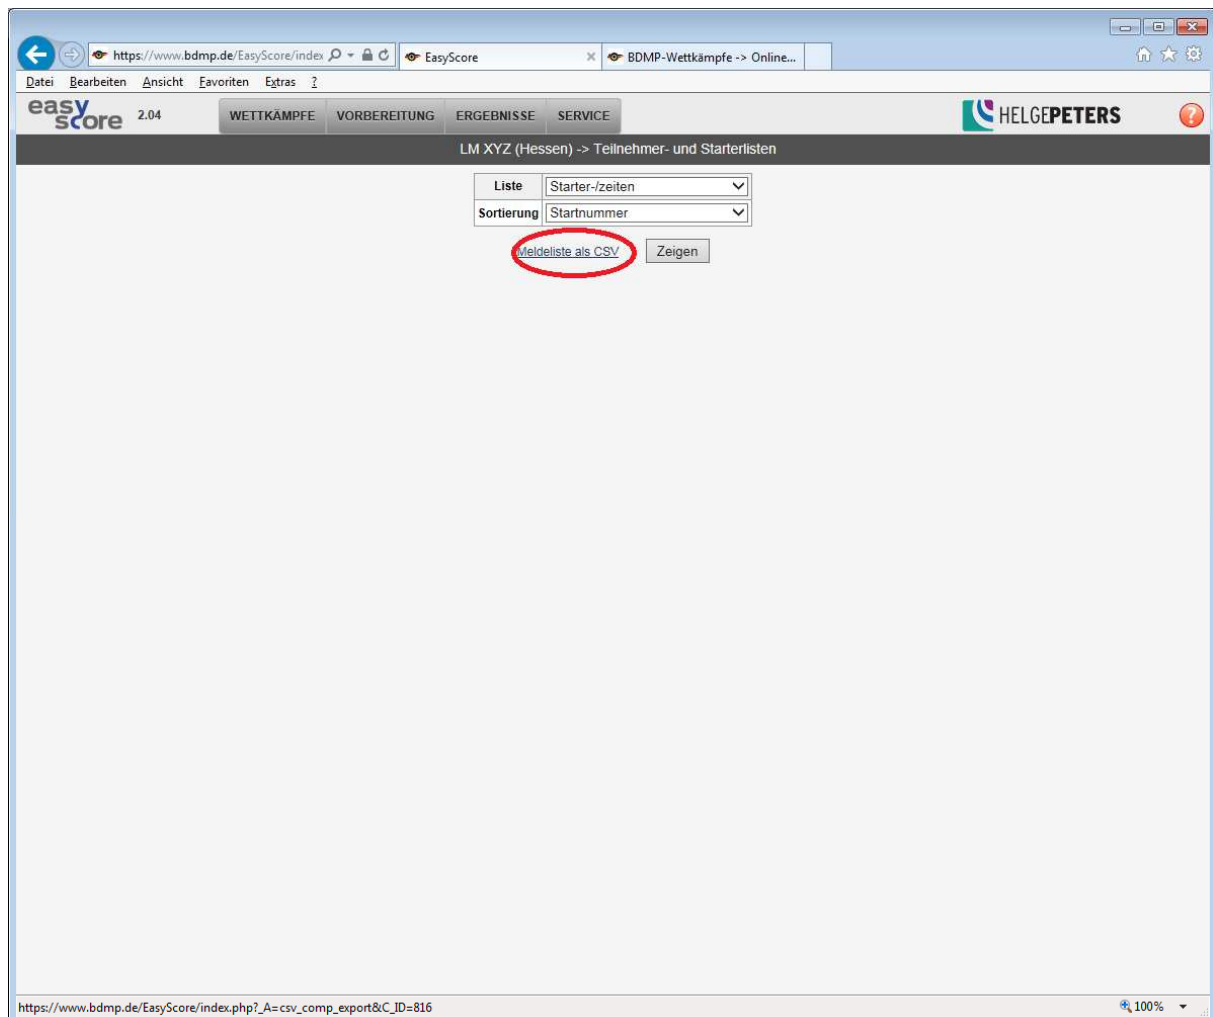 https://www.bdmp.de/EasyScore/index
EasyScore
BDMP-Wettkämpfe -> Online...
Datei Bearbeiten Ansicht Favoriten Extras ?
easy score 2.04 WETTKÄMPFE VORBEREITUNG ERGEBNISSE SERVICE HELGEPETERS ?
LM XYZ (Hessen) -> Teilnehmer- und Starterlisten
Liste Starter-/zeiten
Sortierung Startnummer
Meldeliste als CSV Zeigen
https://www.bdmp.de/EasyScore/index.php?_A=csv_comp_export&C_ID=816 100%